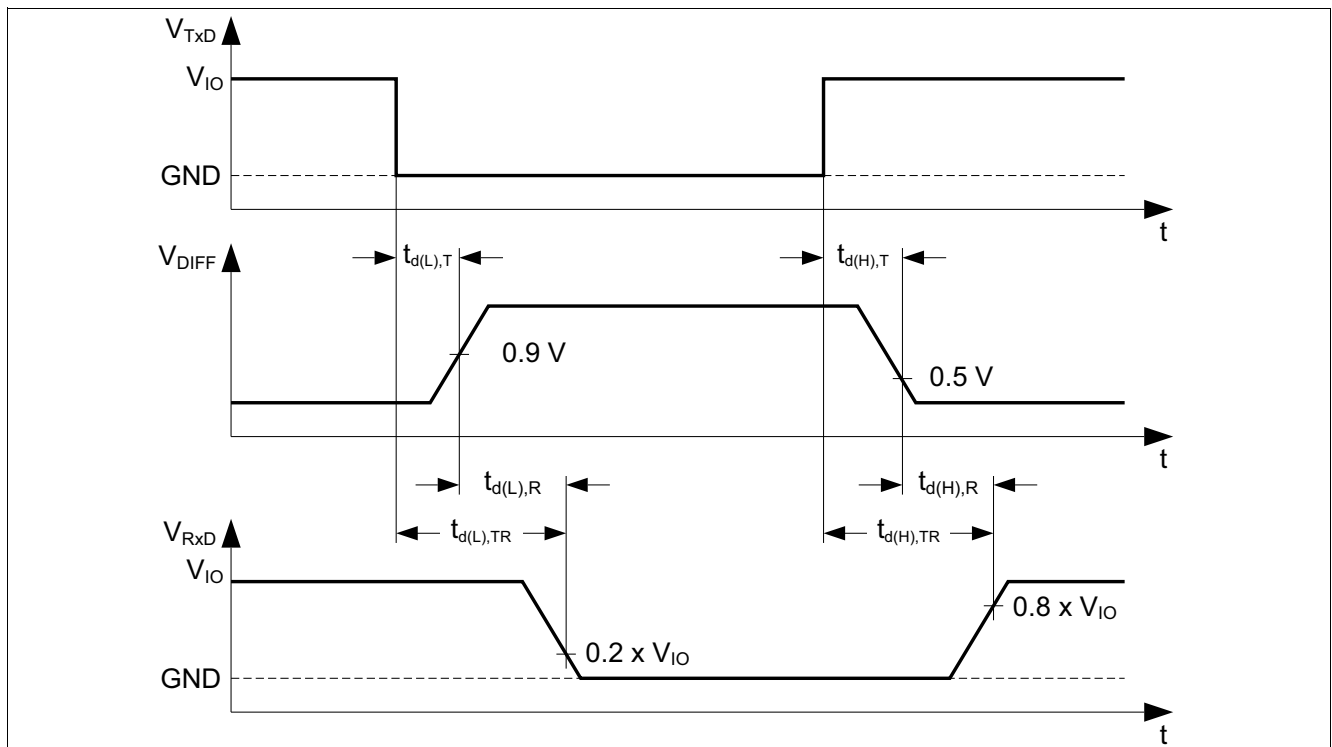 V_TxD
V_IO
GND
t
V_DIFF
t_d(L),T
t_d(H),T
0.9 V
0.5 V
t
t_d(L),R
t_d(H),R
t_d(L),TR
t_d(H),TR
V_RxD
V_IO
0.8 x V_IO
0.2 x V_IO
GND
t